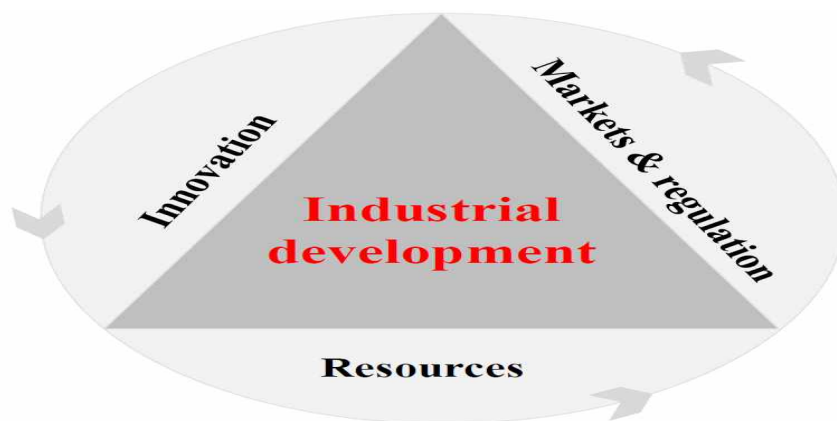 Innovation
Markets & regulation
Industrial
development
Resources